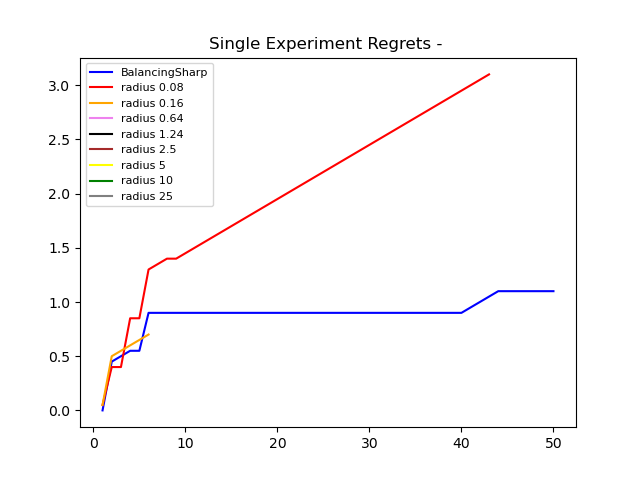 Single Experiment Regrets -
BalancingSharp
radius 0.08
radius 0.16
radius 0.64
radius 1.24
radius 2.5
radius 5
radius 10
radius 25
3.0
2.5
2.0
1.5
1.0
0.5
0.0
0 10 20 30 40 50